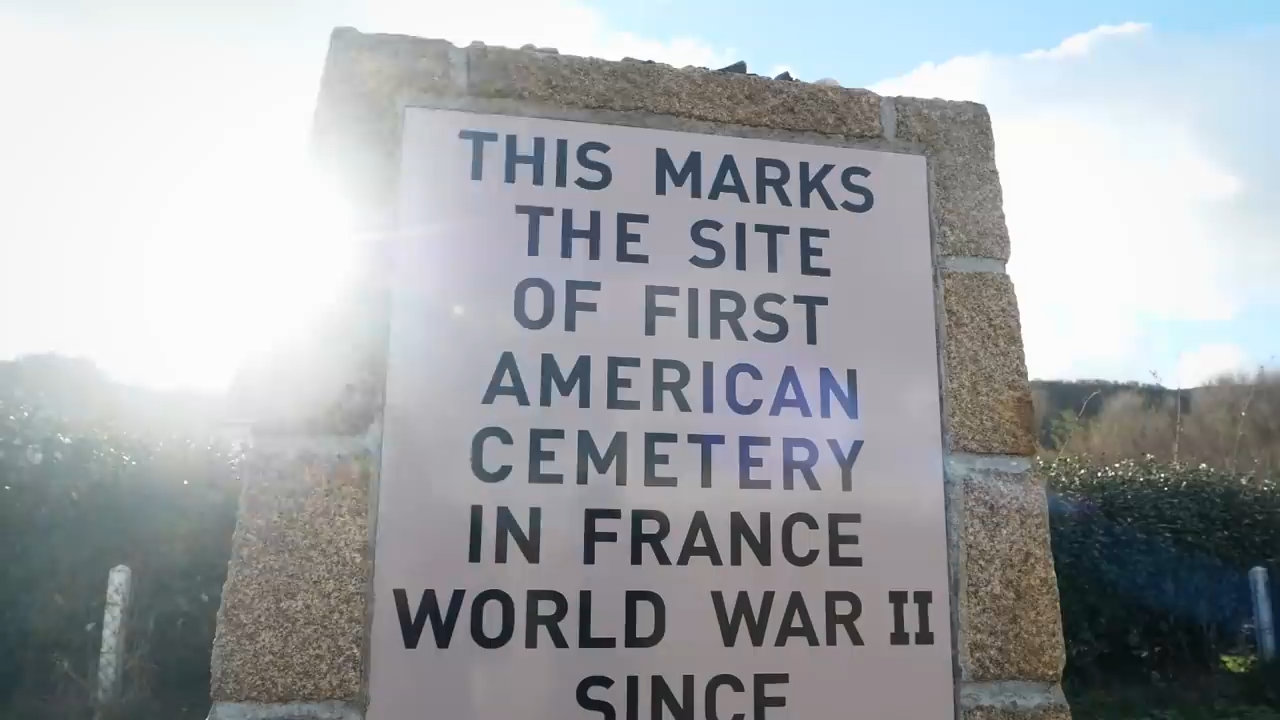 THIS MARKS
THE SITE
OF FIRST
AMERICAN
CEMETERY
IN FRANCE
WORLD WAR II
SINCE